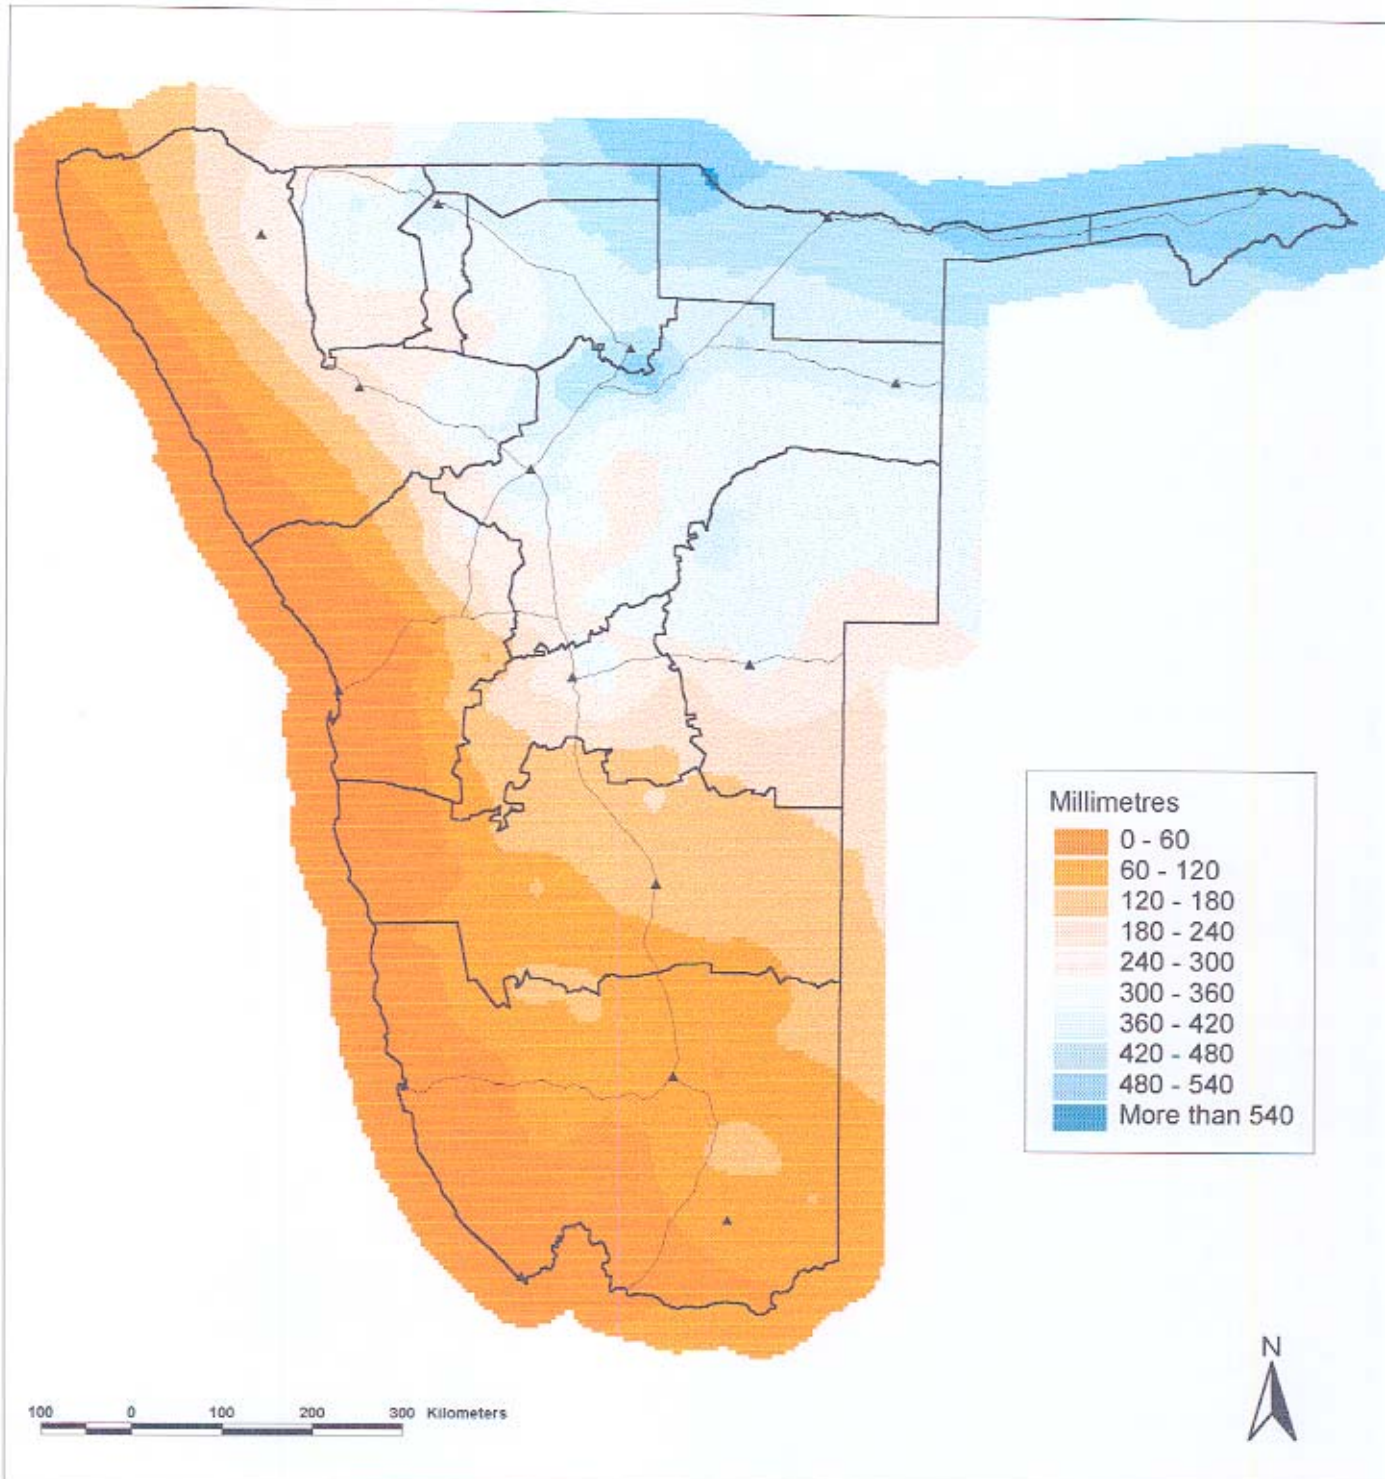 Millimetres
0 - 60
60 - 120
120 - 180
180 - 240
240 - 300
300 - 360
360 - 420
420 - 480
480 - 540
More than 540
N
100 0 100 200 300 Kilometers